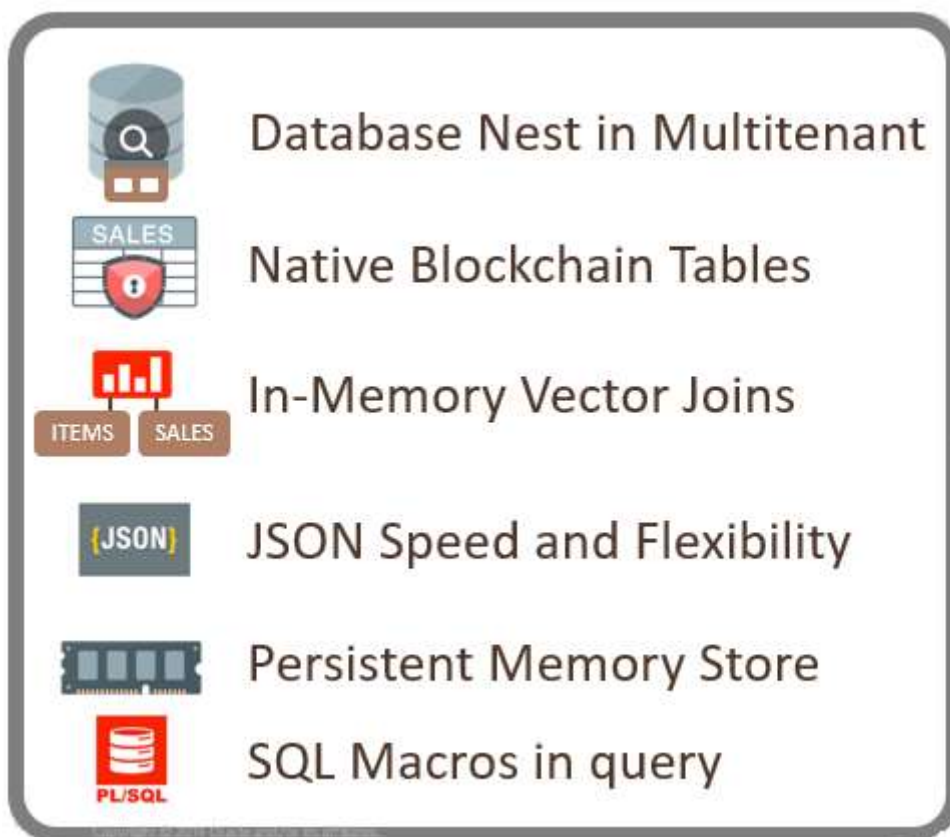 Database Nest in Multitenant
SALES
Native Blockchain Tables
In-Memory Vector Joins
ITEMS SALES
{JSON}
JSON Speed and Flexibility
Persistent Memory Store
SQL Macros in query
PL/SQL